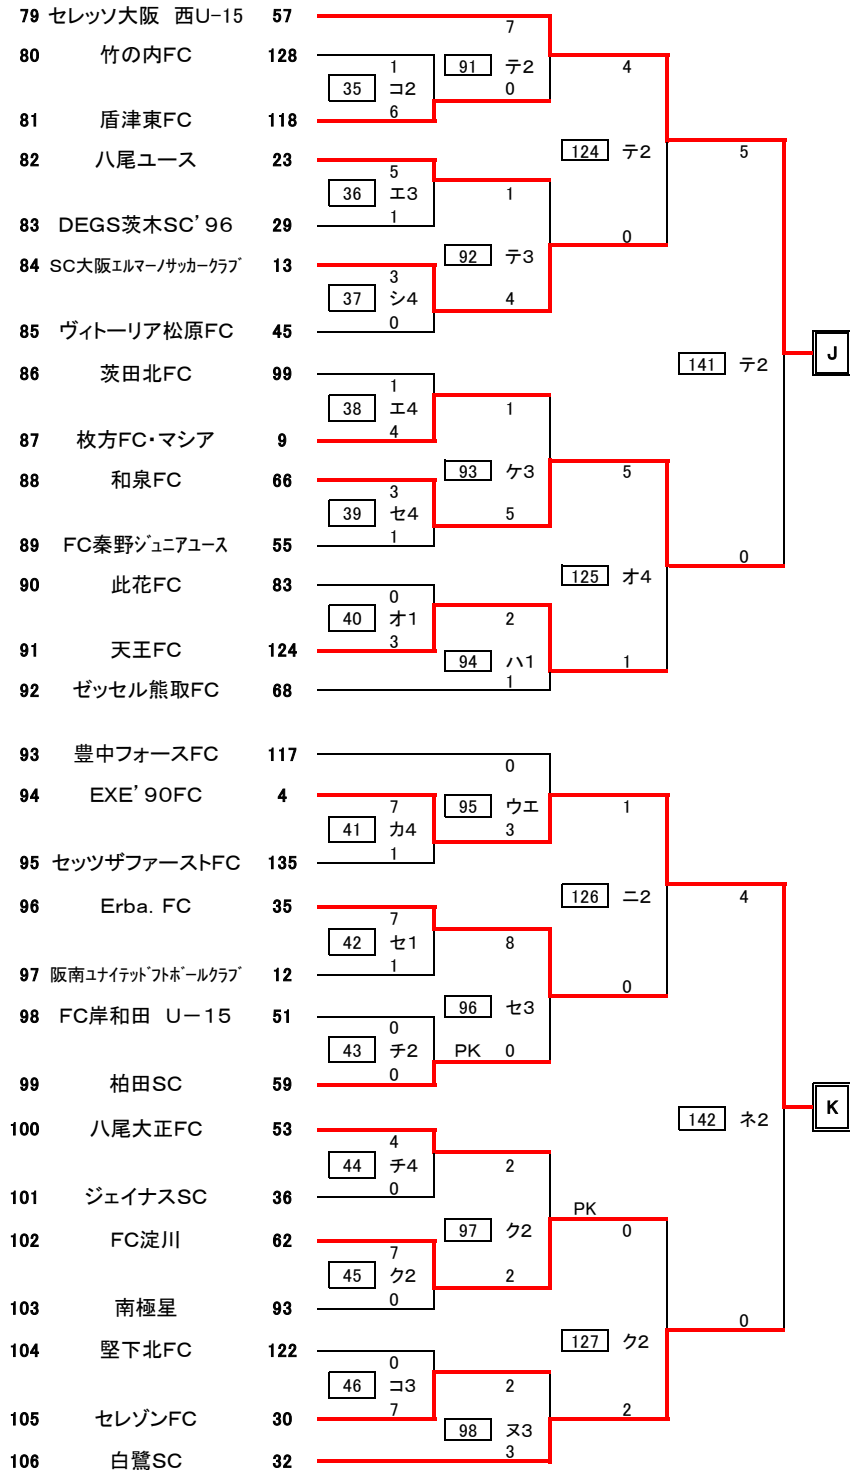 79 セレッソ大阪 西U-15 57
7
80 竹の内FC 128
1 91 テ2 4
35 コ2 0
6
81 盾津東FC 118
124 テ2 5
82 八尾ユース 23
5
36 エ3 1
1
83 DEGS茨木SC'96 29
0
92 テ3
84 SC大阪エルマーノサッカークラブ 13
3
37 シ4 4
0
85 ヴィトーリア松原FC 45
J
141 テ2
86 茨田北FC 99
1
38 エ4 1
4
87 枚方FC・マシア 9
93 ケ3 5
88 和泉FC 66
3
39 セ4 5
1
89 FC秦野ジュニアユース 55
0
125 オ4
90 此花FC 83
0
40 オ1 2
3
91 天王FC 124
94 ハ1 1
1
92 ゼッセル熊取FC 68
93 豊中フォースFC 117
0
94 EXE'90FC 4
7 95 ウエ 1
41 カ4 3
1
95 セッツザファーストFC 135
126 ニ2 4
96 Erba. FC 35
7
42 セ1 8
1
97 阪南ユナイテッドフトボールクラブ 12
0
96 セ3
98 FC岸和田 U-15 51
0
43 チ2 PK 0
0
99 柏田SC 59
K
142 ネ2
100 八尾大正FC 53
4
44 チ4 2
0
101 ジェイナスSC 36
PK
97 ク2 0
102 FC淀川 62
7
45 ク2 2
0
103 南極星 93
0
127 ク2
104 堅下北FC 122
0
46 コ3 2
7
105 セレゾンFC 30
2
98 ヌ3
3
106 白鷺SC 32